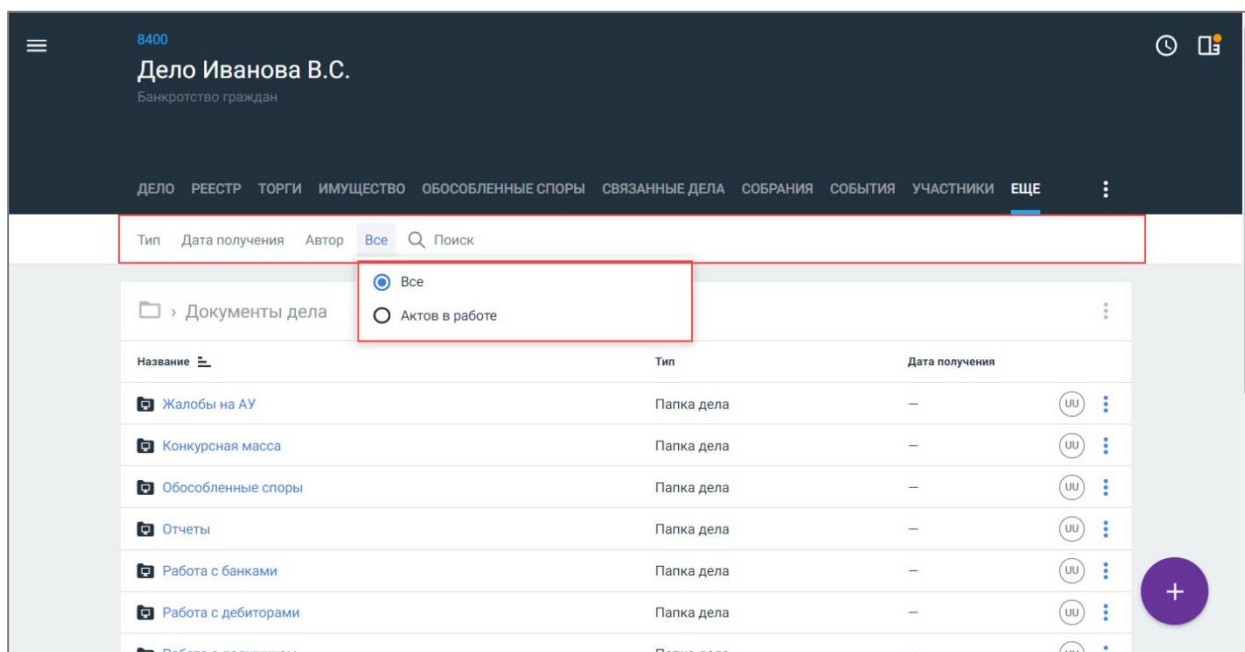 8400
Дело Иванова В.С.
Банкротство граждан
ДЕЛО РЕЕСТР ТОРГИ ИМУЩЕСТВО ОБОСОБЛЕННЫЕ СПОРЫ СВЯЗАННЫЕ ДЕЛА СОБРАНИЯ СОБЫТИЯ УЧАСТНИКИ ЕЩЕ
Тип Дата получения Автор Все Поиск
Все
Актов в работе
› Документы дела
Название Тип Дата получения
Жалобы на АУ Папка дела – UU
Конкурсная масса Папка дела – UU
Обособленные споры Папка дела – UU
Отчеты Папка дела – UU
Работа с банками Папка дела – UU
Работа с дебиторами Папка дела – UU